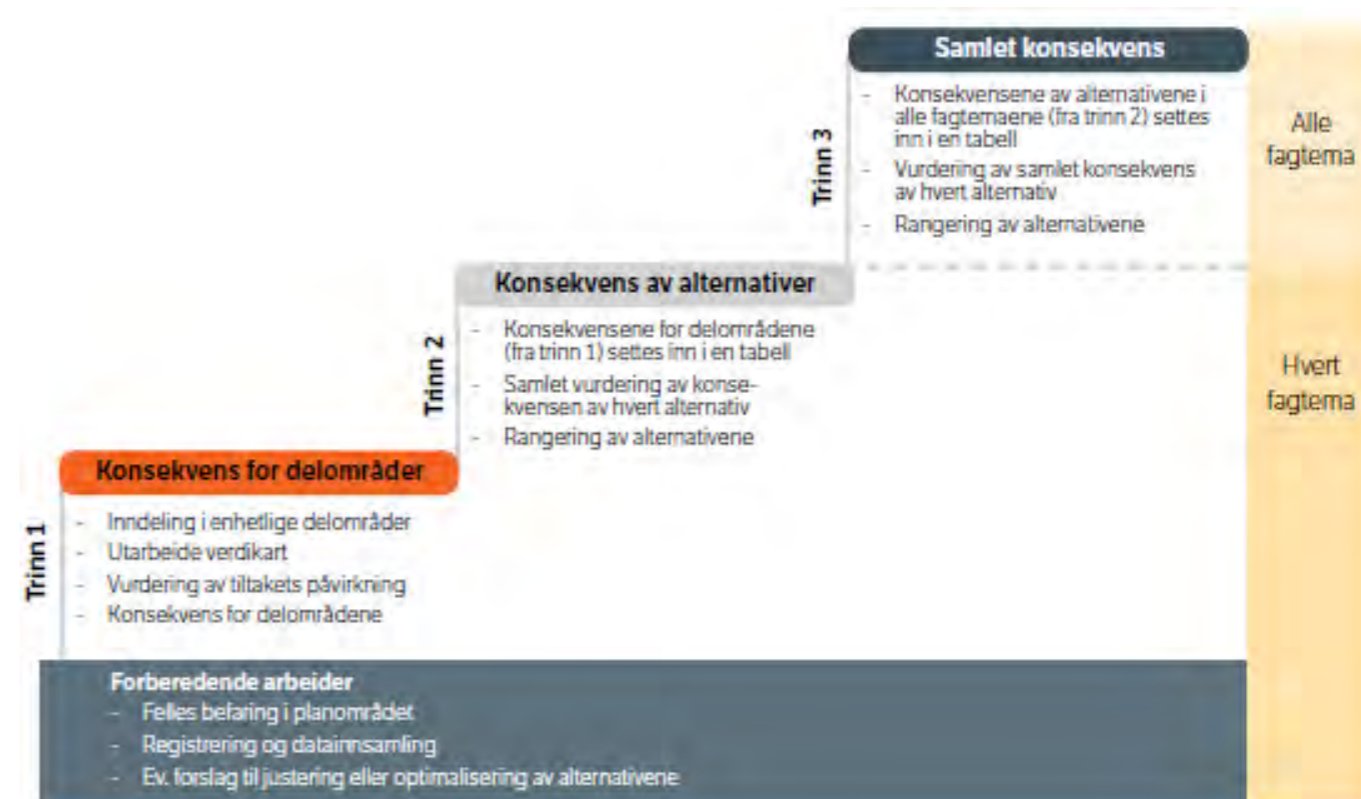 Samlet konsekvens
- Konsekvensene av alternativene i
alle fagtemaene (fra trinn 2) settes
inn i en tabell
- Vurdering av samlet konsekvens
av hvert alternativ
- Rangering av alternativene
Trinn 3
Alle
fagtema
Konsekvens av alternativer
- Konsekvensene for delområdene
(fra trinn 1) settes inn i en tabell
- Samlet vurdering av konse-
kvensen av hvert alternativ
- Rangering av alternativene
Trinn 2
Hvert
fagtema
Konsekvens for delområder
- Inndeling i enhetlige delområder
- Utarbeide verdikart
- Vurdering av tiltakets påvirkning
- Konsekvens for delområdene
Trinn 1
Forberedende arbeider
- Felles befaring i planområdet
- Registrering og datainnsamling
- Ev. forslag til justering eller optimalisering av alternativene